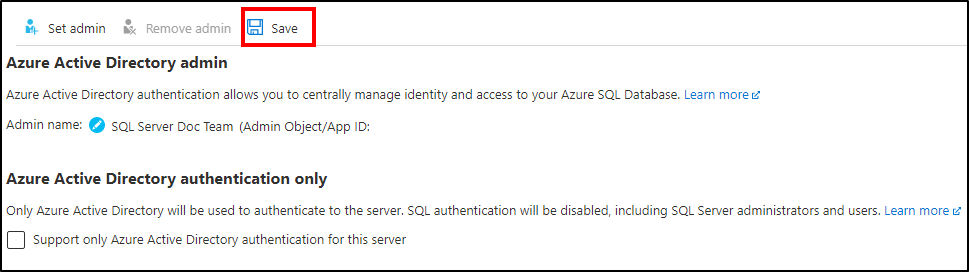 Set admin Remove admin Save
Azure Active Directory admin
Azure Active Directory authentication allows you to centrally manage identity and access to your Azure SQL Database. Learn more
Admin name: SQL Server Doc Team (Admin Object/App ID:
Azure Active Directory authentication only
Only Azure Active Directory will be used to authenticate to the server. SQL authentication will be disabled, including SQL Server administrators and users. Learn more
Support only Azure Active Directory authentication for this server